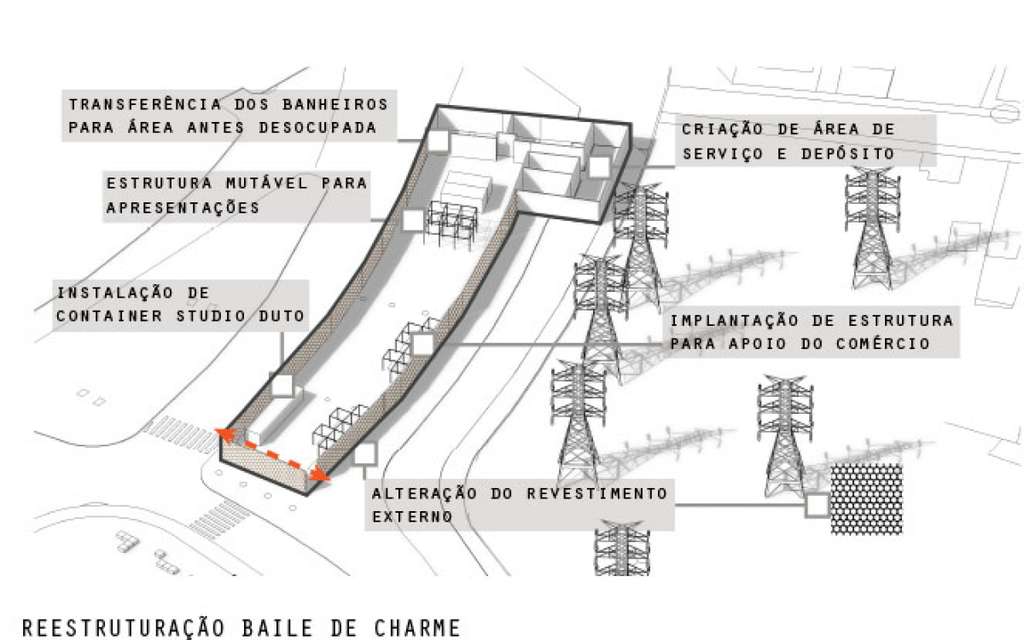 TRANSFERÊNCIA DOS BANHEIROS
PARA ÁREA ANTES DESOCUPADA
CRIAÇÃO DE ÁREA DE
SERVIÇO E DEPÓSITO
ESTRUTURA MUTÁVEL PARA
APRESENTAÇÕES
INSTALAÇÃO DE
CONTAINER STUDIO DUTO
IMPLANTAÇÃO DE ESTRUTURA
PARA APOIO DO COMÉRCIO
ALTERAÇÃO DO REVESTIMENTO
EXTERNO
REESTRUTURAÇÃO BAILE DE CHARME